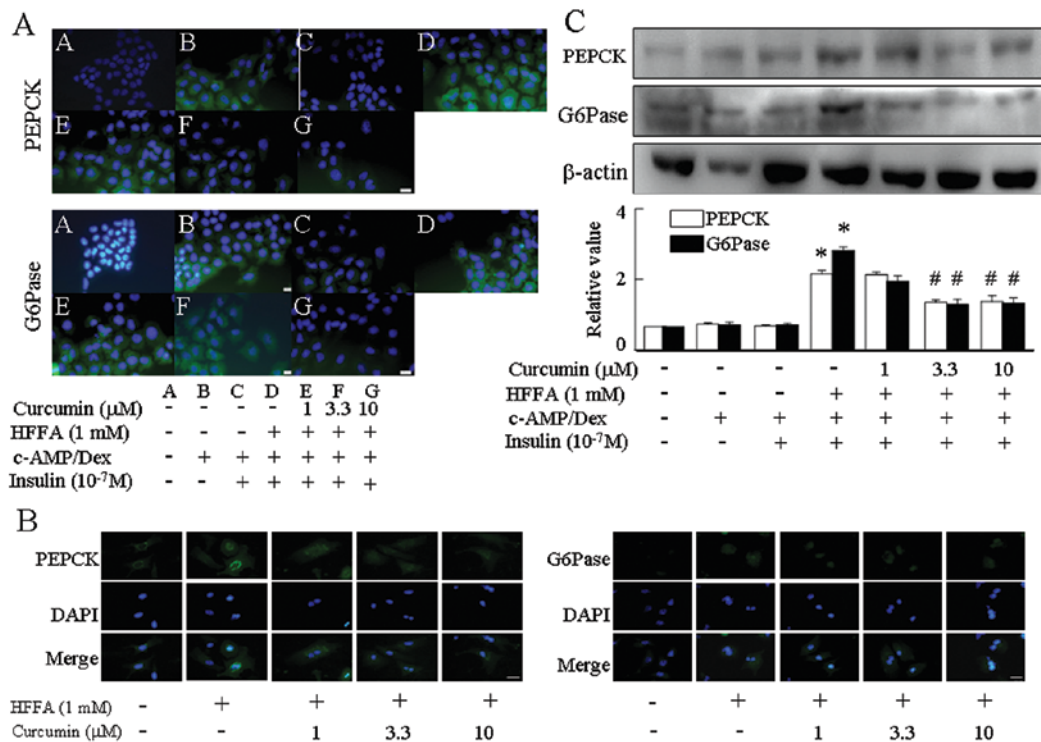 A
A B C D
PEPCK
E F G
A B C D
G6Pase
E F G
A B C D E F G
Curcumin (μM) - - - - 1 3.3 10
HFFA (1 mM) - - - + + + +
c-AMP/Dex - + + + + + +
Insulin (10-7M) - - + + + + +
C
PEPCK
G6Pase
β-actin
4
PEPCK
G6Pase
* *
2
# # # #
Relative value
0
Curcumin (μM) - - - - 1 3.3 10
HFFA (1 mM) - - - + + + +
c-AMP/Dex - + + + + + +
Insulin (10-7M) - - + + + + +
B
PEPCK
DAPI
Merge
HFFA (1 mM) - + + + +
Curcumin (μM) - - 1 3.3 10
G6Pase
DAPI
Merge
- + + + +
- - 1 3.3 10